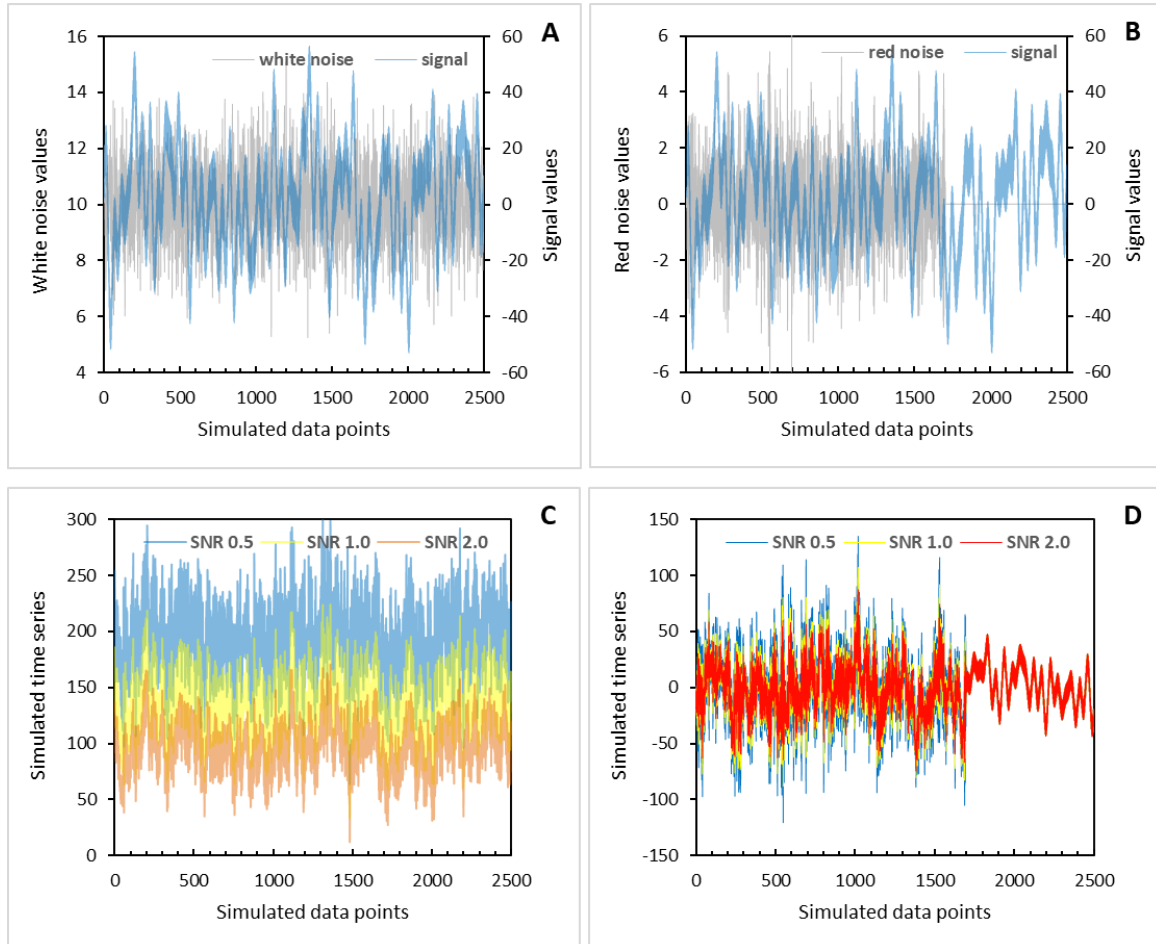 A
white noise signal
16
14
12
10
8
6
4
60
40
20
0
-20
-40
-60
White noise values
Signal values
0 500 1000 1500 2000 2500
Simulated data points
B
red noise signal
6
4
2
0
-2
-4
-6
60
40
20
0
-20
-40
-60
Red noise values
Signal values
0 500 1000 1500 2000 2500
Simulated data points
C
SNR 0.5 SNR 1.0 SNR 2.0
300
250
200
150
100
50
0
Simulated time series
0 500 1000 1500 2000 2500
Simulated data points
D
SNR 0.5 SNR 1.0 SNR 2.0
150
100
50
0
-50
-100
-150
Simulated time series
0 500 1000 1500 2000 2500
Simulated data points